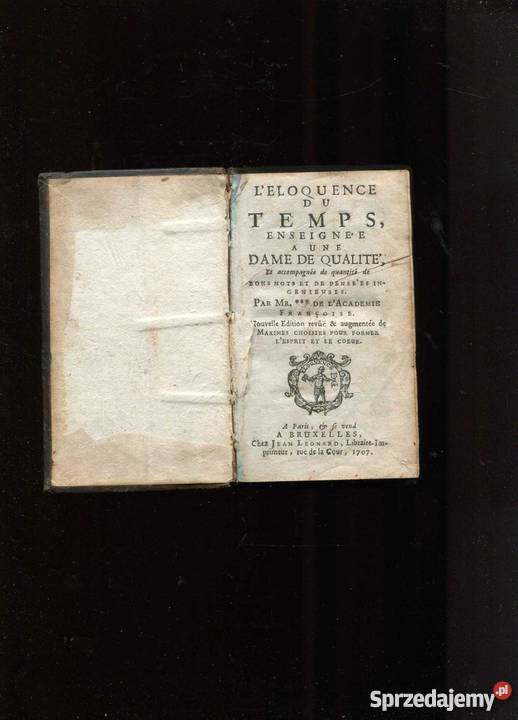 L'ELOQUENCE
DU
TEMPS,
ENSEIGNE'E
A UNE
DAME DE QUALITE',
Et accompagnée de quantité de
BONS MOTS ET DE PENSE'ES IN-
GENIEUSES.
PAR MR. *** DE L'ACADEMIE
FRANÇOISE.
Nouvelle Edition revûë & augmentée de
MAXIMES CHOISIES POUR FORMER
L'ESPRIT ET LE COEUR.
A Paris, & se vend
A BRUXELLES,
Chez JEAN LEONARD, Libraire-Im-
primeur, ruë de la Cour, 1707.
Sprzedajemy.pl